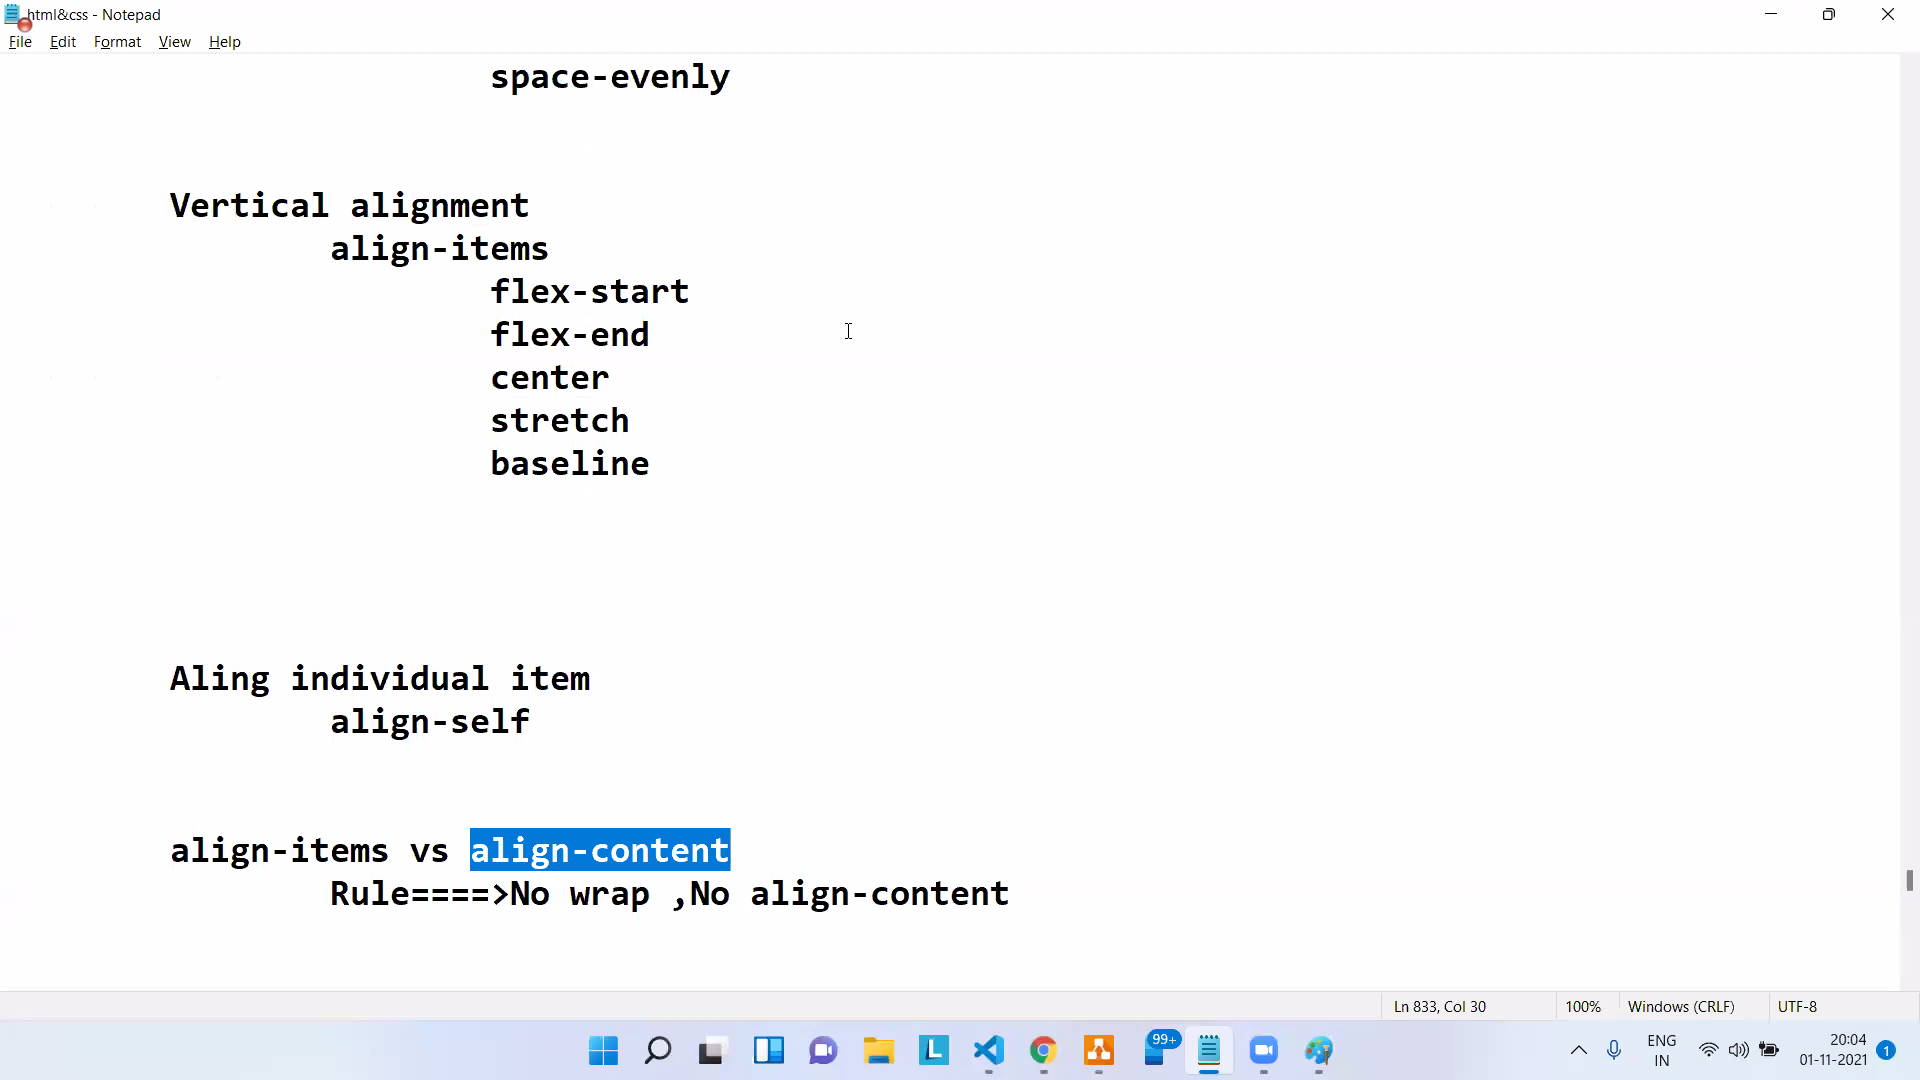 html&css - Notepad
File Edit Format View Help
space-evenly
Vertical alignment
align-items
flex-start
flex-end
center
stretch
baseline
Aling individual item
align-self
align-items vs align-content
Rule====>No wrap ,No align-content
Ln 833, Col 30 100% Windows (CRLF) UTF-8
L
99+
ENG
IN
20:04
01-11-2021
1